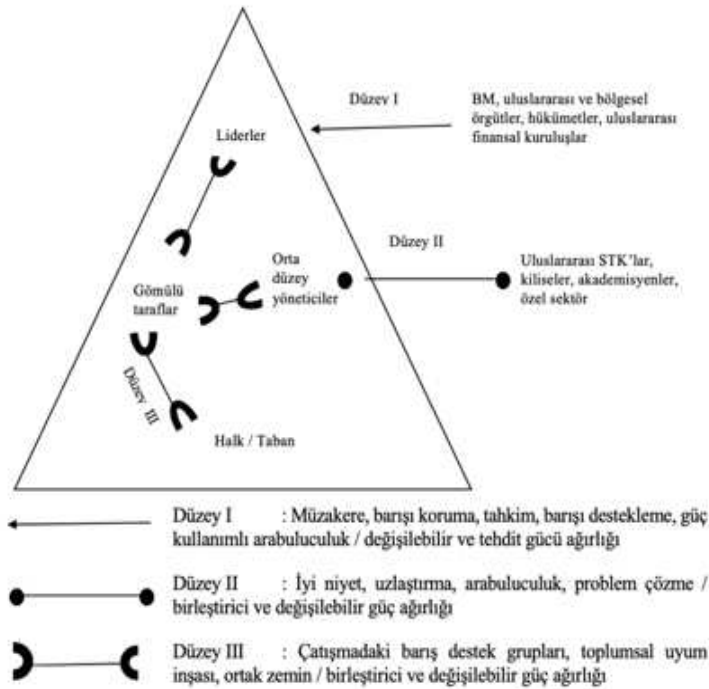 Düzey I
BM, uluslararası ve bölgesel
örgütler, hükümetler, uluslararası
finansal kuruluşlar
Liderler
Düzey II
Uluslararası STK'lar,
kiliseler, akademisyenler,
özel sektör
Orta
düzey
yöneticiler
Gömülü
taraflar
Düzey III
Halk / Taban
Düzey I : Müzakere, barışı koruma, tahkim, barışı destekleme, güç
kullanımlı arabuluculuk / değişilebilir ve tehdit gücü ağırlığı
Düzey II : İyi niyet, uzlaştırma, arabuluculuk, problem çözme /
birleştirici ve değişilebilir güç ağırlığı
Düzey III : Çatışmadaki barış destek grupları, toplumsal uyum
inşası, ortak zemin / birleştirici ve değişilebilir güç ağırlığı